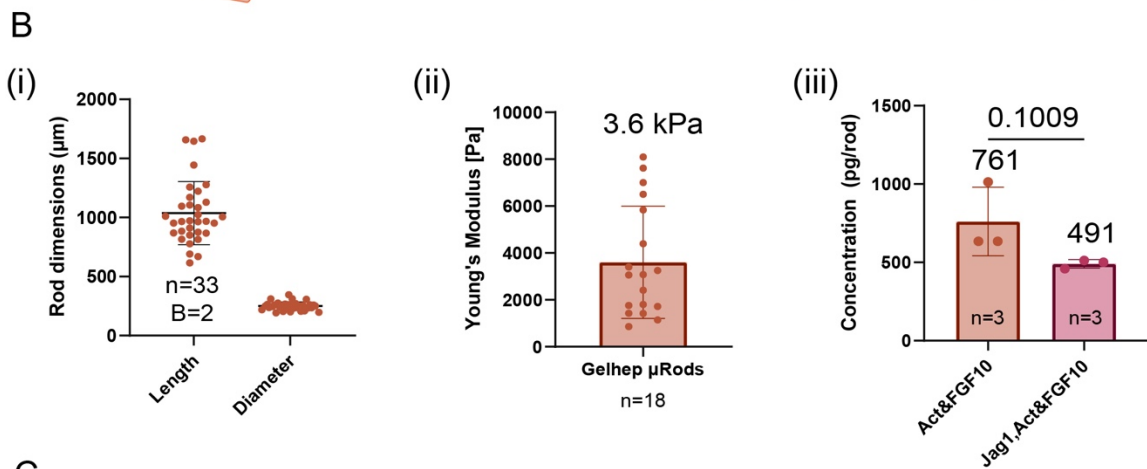 B
(i)
Rod dimensions (µm)
2000
1500
1000
500
0
n=33
B=2
Length
Diameter
(ii)
Young's Modulus [Pa]
10000
8000
6000
4000
2000
0
3.6 kPa
Gelhep µRods
n=18
(iii)
Concentration (pg/rod)
1500
1000
500
0
0.1009
761
491
n=3
n=3
Act&FGF10
Jag1,Act&FGF10